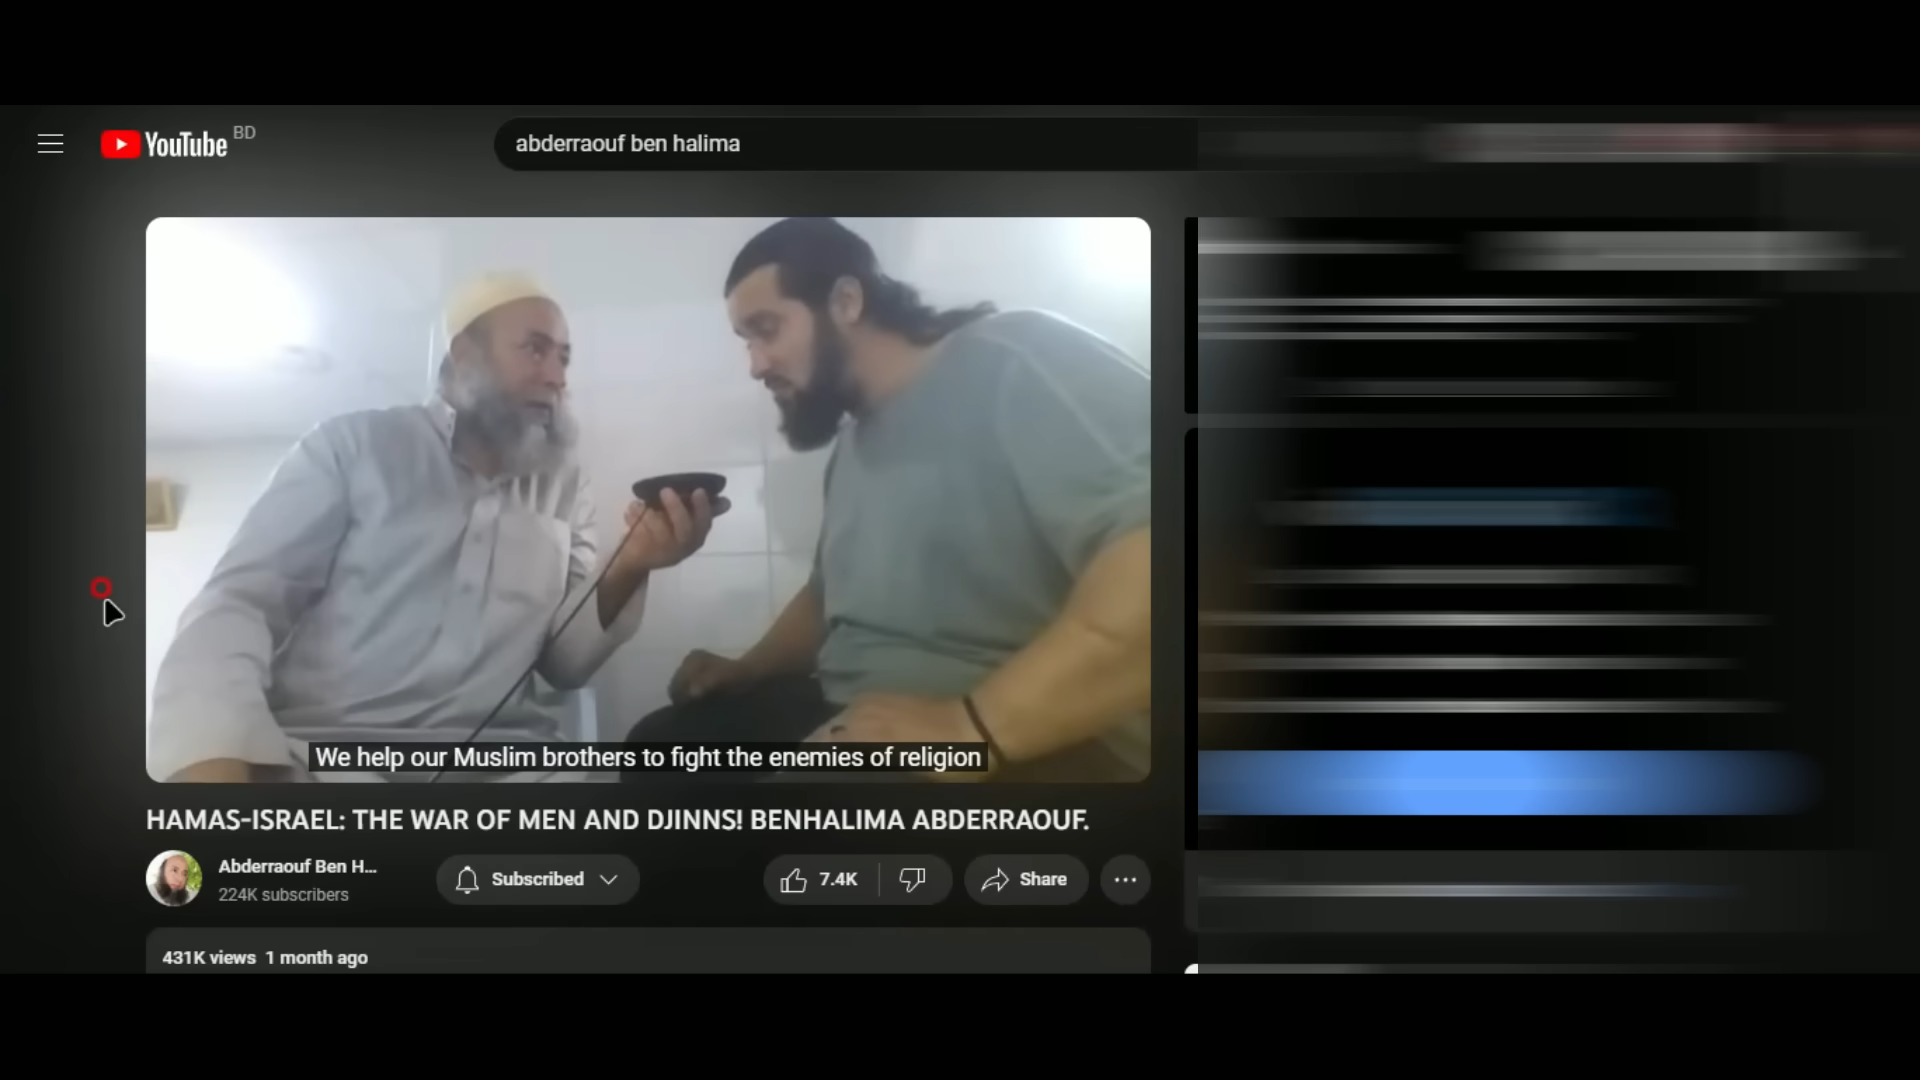 YouTube BD
abderraouf ben halima
We help our Muslim brothers to fight the enemies of religion
HAMAS-ISRAEL: THE WAR OF MEN AND DJINNS! BENHALIMA ABDERRAOUF.
Abderraouf Ben H...
224K subscribers
Subscribed
7.4K
Share
431K views 1 month ago